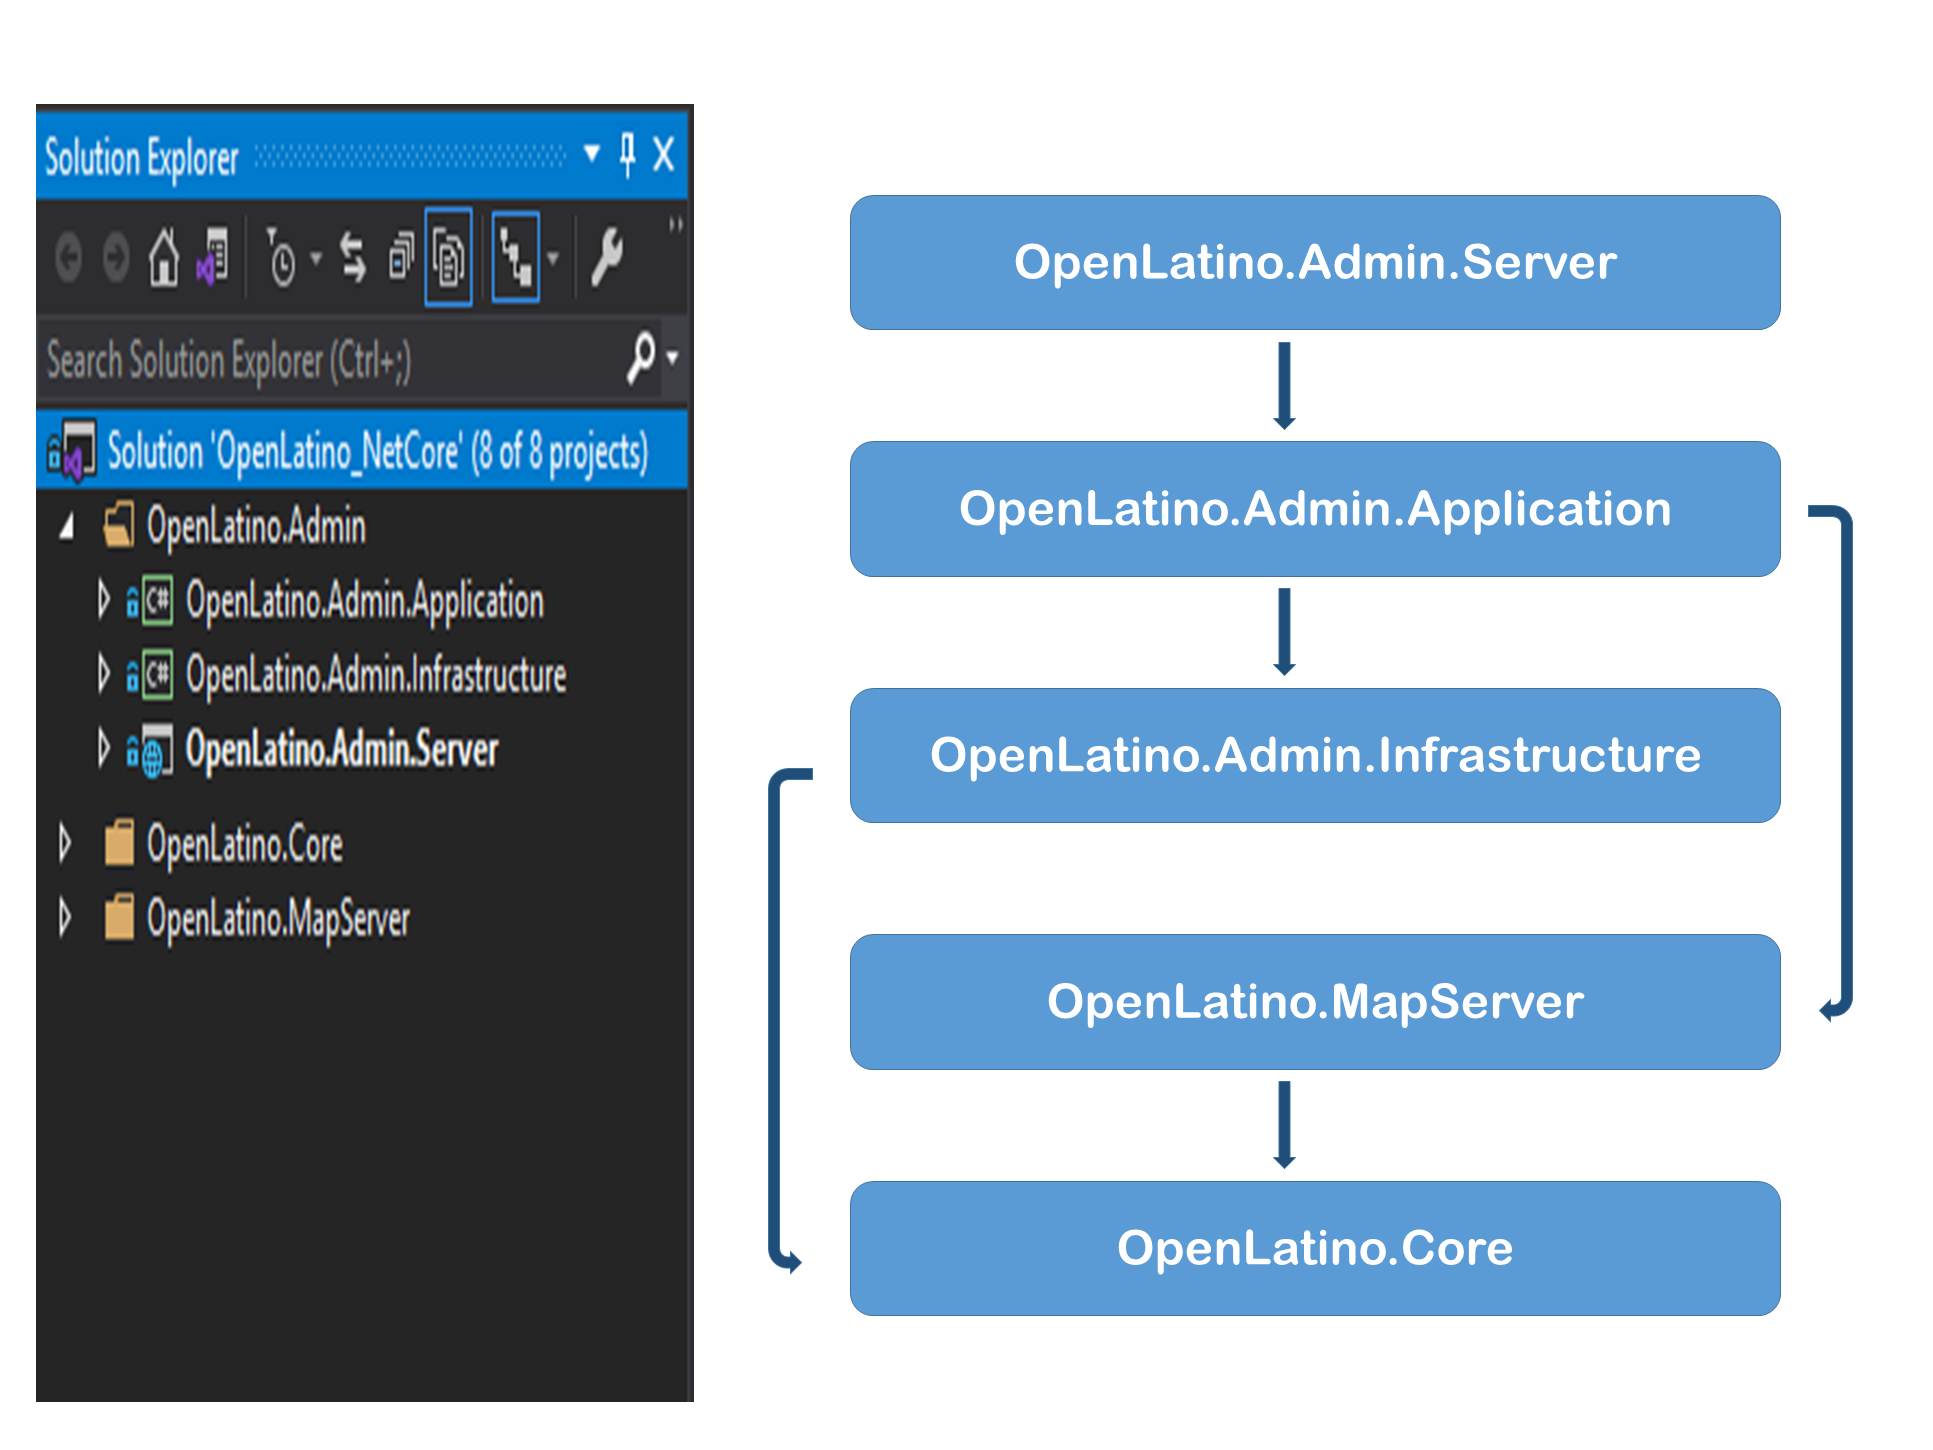 Solution Explorer
Search Solution Explorer (Ctrl+;)
Solution 'OpenLatino_NetCore' (8 of 8 projects)
OpenLatino.Admin
C# OpenLatino.Admin.Application
C# OpenLatino.Admin.Infrastructure
OpenLatino.Admin.Server
OpenLatino.Core
OpenLatino.MapServer
OpenLatino.Admin.Server
OpenLatino.Admin.Application
OpenLatino.Admin.Infrastructure
OpenLatino.MapServer
OpenLatino.Core